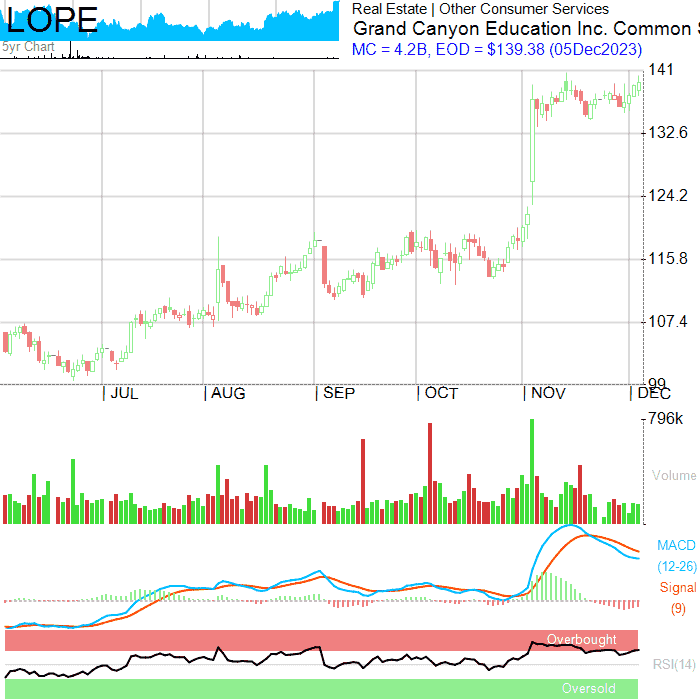 LOPE
5yr Chart
Real Estate | Other Consumer Services
Grand Canyon Education Inc. Common S
MC = 4.2B, EOD = $139.38 (05Dec2023)
141
132.6
124.2
115.8
107.4
99
| JUL | AUG | SEP | OCT | NOV | DEC
796k
Volume
MACD
(12-26)
Signal
(9)
Overbought
RSI(14)
Oversold